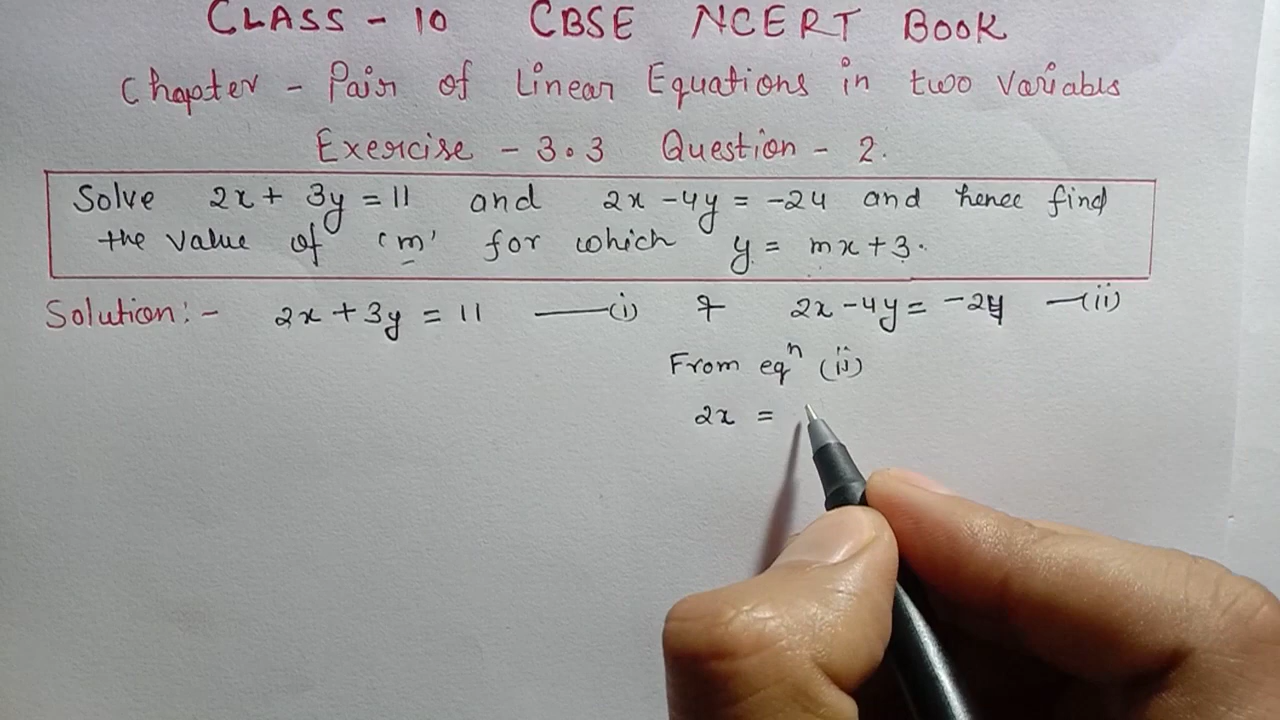 CLASS - 10 CBSE NCERT BOOK
Chapter - Pair of Linear Equations in two Variabls
Exercise - 3.3 Question - 2.
Solve 2x + 3y = 11 and 2x - 4y = -24 and hence find
the value of 'm' for which y = mx + 3.
Solution:- 2x + 3y = 11 —(i) & 2x - 4y = -24 —(ii)
From eqⁿ (ii)
2x =